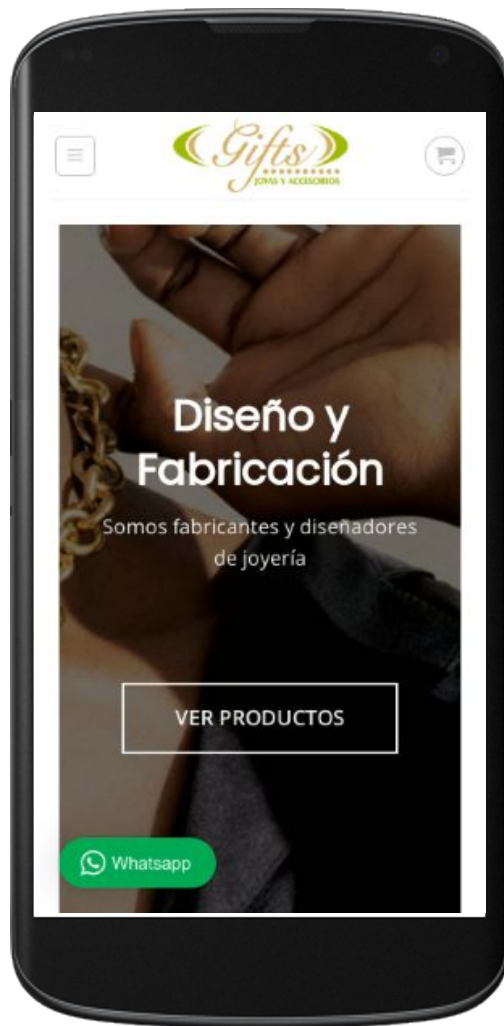 Gifts
JOYAS Y ACCESORIOS
Diseño y
Fabricación
Somos fabricantes y diseñadores
de joyería
VER PRODUCTOS
Whatsapp